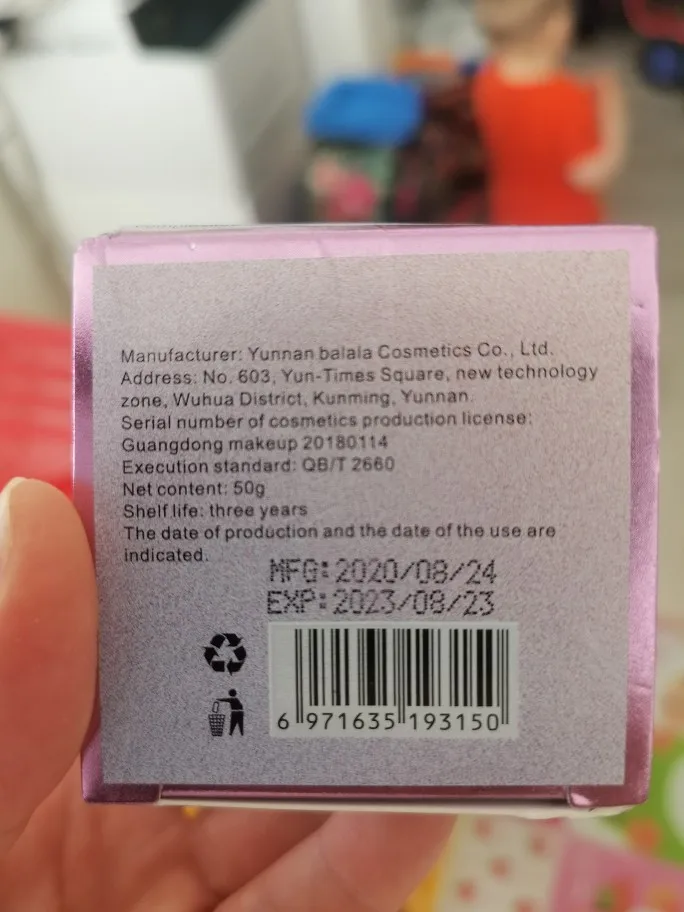 Manufacturer: Yunnan balala Cosmetics Co., Ltd.
Address: No. 603, Yun-Times Square, new technology
zone, Wuhua District, Kunming, Yunnan.
Serial number of cosmetics production license:
Guangdong makeup 20180114
Execution standard: QB/T 2660
Net content: 50g
Shelf life: three years
The date of production and the date of the use are
indicated.
MFG:2020/08/24
EXP:2023/08/23
6 971635 193150